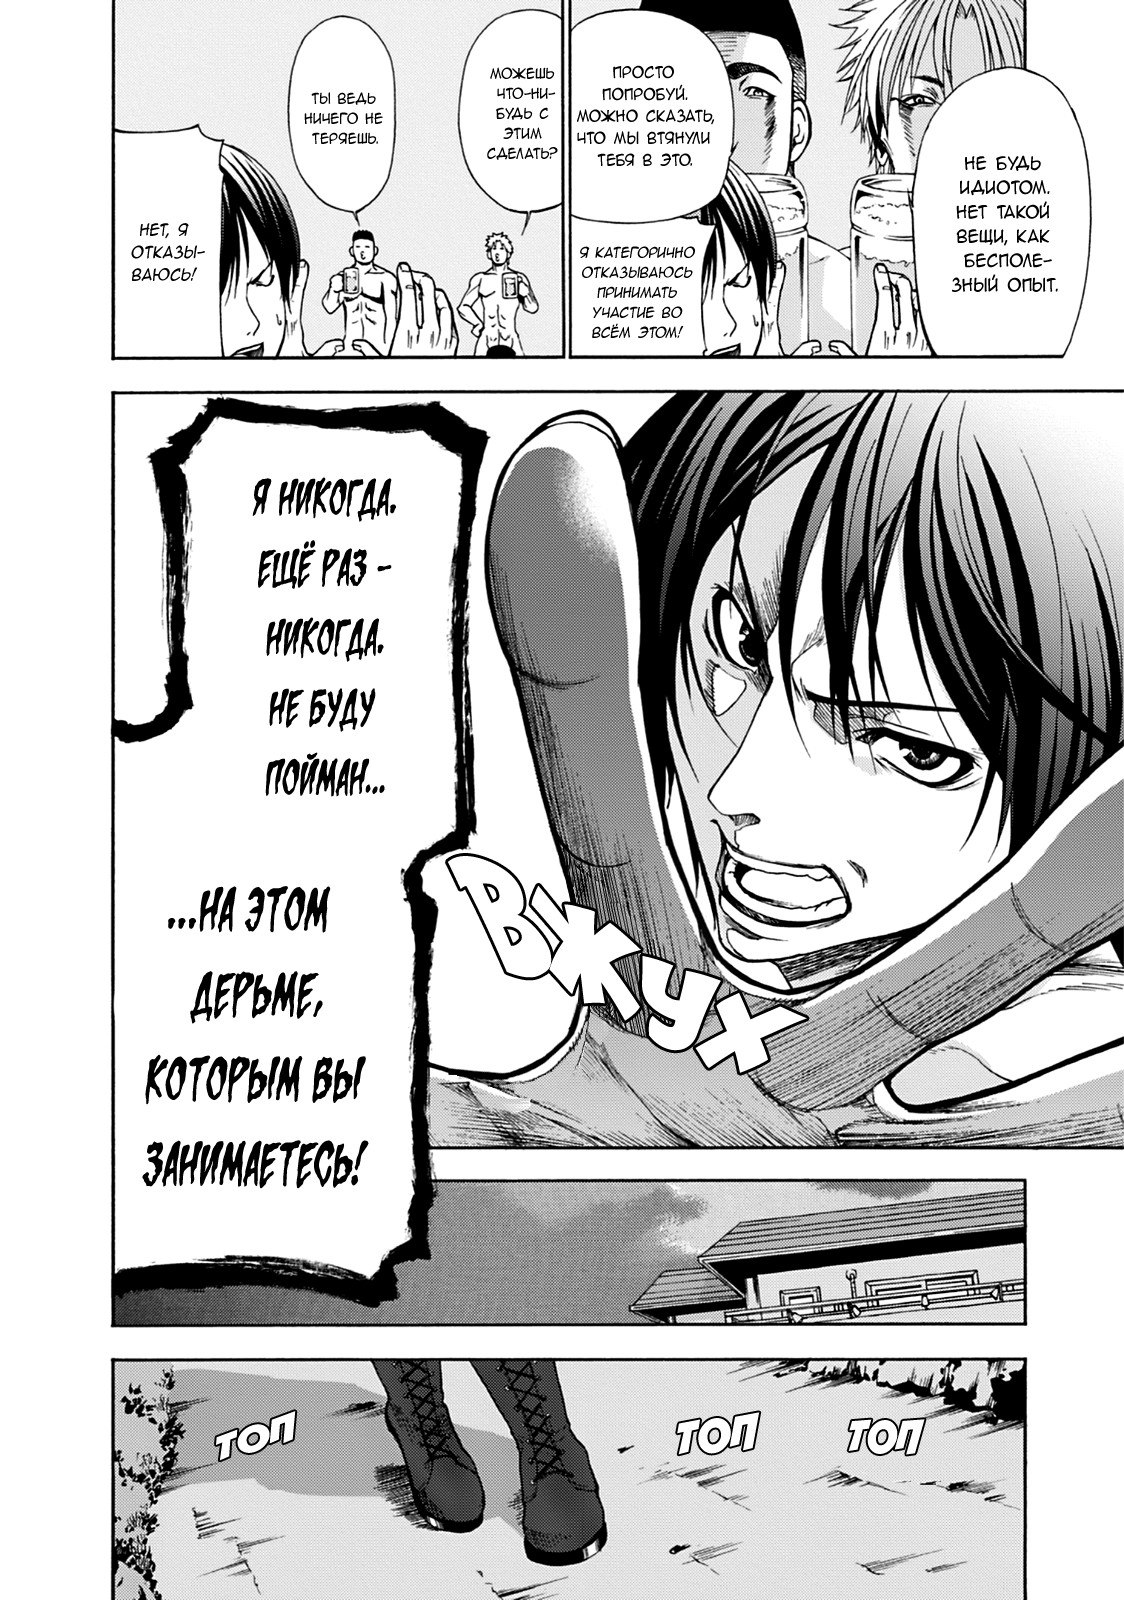 НЕ БУДЬ
ИДИОТОМ.
НЕТ ТАКОЙ
ВЕЩИ, КАК
БЕСПОЛЕ-
ЗНЫЙ ОПЫТ.
ПРОСТО
ПОПРОБУЙ.
МОЖНО СКАЗАТЬ,
ЧТО МЫ ВТЯНУЛИ
ТЕБЯ В ЭТО.
Я КАТЕГОРИЧНО
ОТКАЗЫВАЮСЬ
ПРИНИМАТЬ
УЧАСТИЕ ВО
ВСЁМ ЭТОМ!
МОЖЕШЬ
ЧТО-НИ-
БУДЬ С
ЭТИМ
СДЕЛАТЬ?
ТЫ ВЕДЬ
НИЧЕГО НЕ
ТЕРЯЕШЬ.
НЕТ, Я
ОТКАЗЫ-
ВАЮСЬ!
Я НИКОГДА.
ЕЩЁ РАЗ -
НИКОГДА.
НЕ БУДУ
ПОЙМАН...
...НА ЭТОМ
ДЕРЬМЕ,
КОТОРЫМ ВЫ
ЗАНИМАЕТЕСЬ!
ВЖУХ
ТОП
ТОП
ТОП